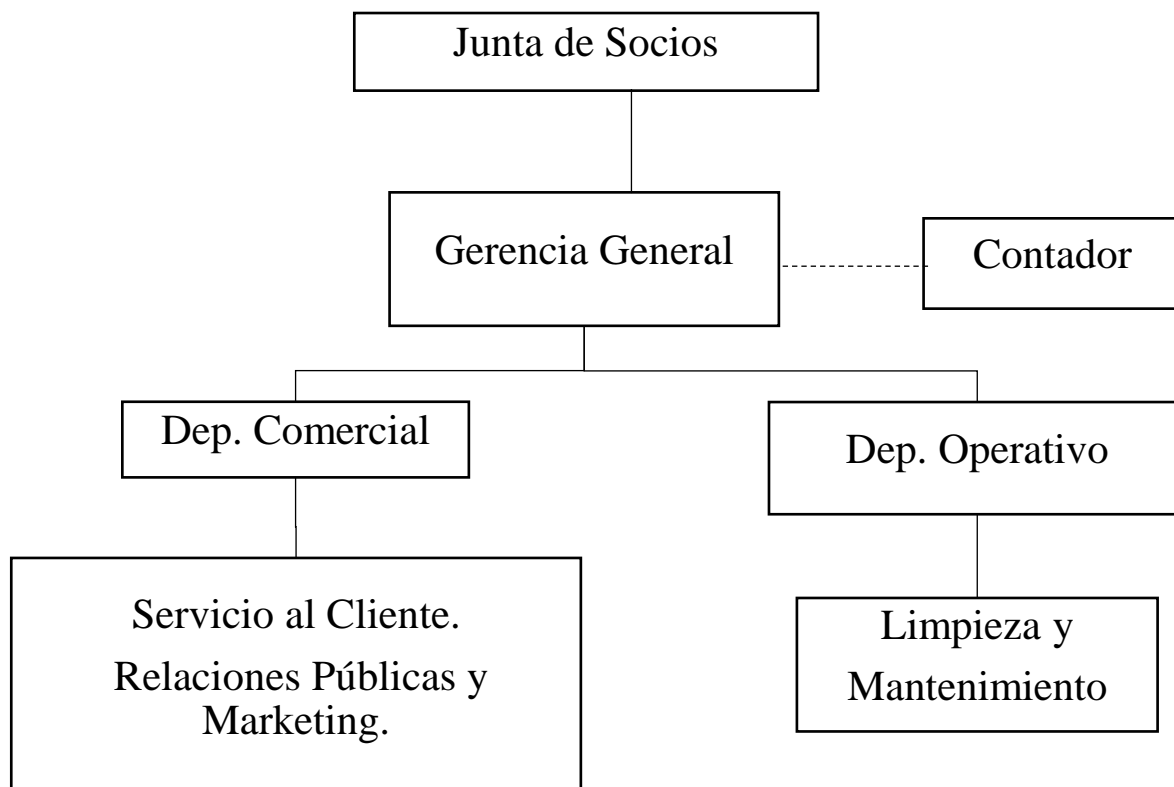 Junta de Socios
Gerencia General
Contador
Dep. Comercial
Dep. Operativo
Servicio al Cliente.
Relaciones Públicas y
Marketing.
Limpieza y
Mantenimiento